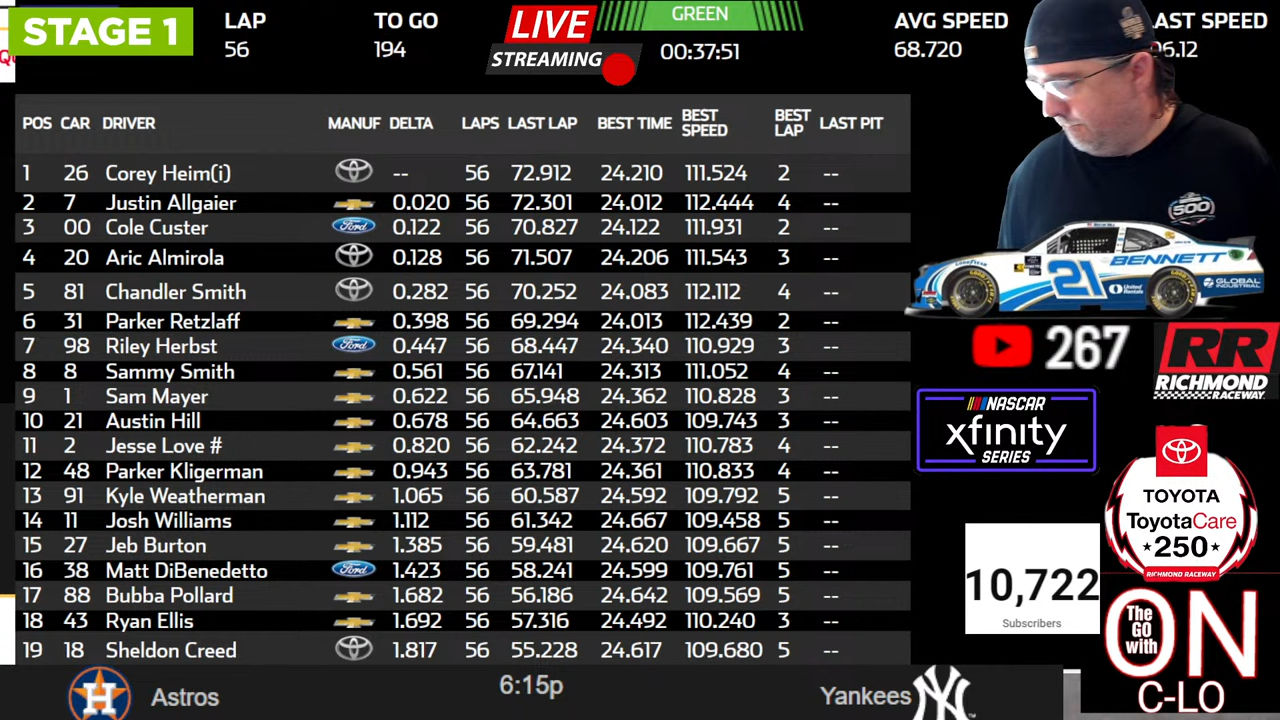 STAGE 1
LAP
56
TO GO
194
LIVE
STREAMING
GREEN
00:37:51
AVG SPEED
68.720
LAST SPEED
06.12
POS CAR DRIVER MANUF DELTA LAPS LAST LAP BEST TIME BEST SPEED BEST LAP LAST PIT
1 26 Corey Heim(i) -- 56 72.912 24.210 111.524 2 --
2 7 Justin Allgaier 0.020 56 72.301 24.012 112.444 4 --
3 00 Cole Custer Ford 0.122 56 70.827 24.122 111.931 2 --
4 20 Aric Almirola 0.128 56 71.507 24.206 111.543 3 --
5 81 Chandler Smith 0.282 56 70.252 24.083 112.112 4 --
6 31 Parker Retzlaff 0.398 56 69.294 24.013 112.439 2 --
7 98 Riley Herbst Ford 0.447 56 68.447 24.340 110.929 3 --
8 8 Sammy Smith 0.561 56 67.141 24.313 111.052 4 --
9 1 Sam Mayer 0.622 56 65.948 24.362 110.828 3 --
10 21 Austin Hill 0.678 56 64.663 24.603 109.743 3 --
11 2 Jesse Love # 0.820 56 62.242 24.372 110.783 4 --
12 48 Parker Kligerman 0.943 56 63.781 24.361 110.833 4 --
13 91 Kyle Weatherman 1.065 56 60.587 24.592 109.792 5 --
14 11 Josh Williams 1.112 56 61.342 24.667 109.458 5 --
15 27 Jeb Burton 1.385 56 59.481 24.620 109.667 5 --
16 38 Matt DiBenedetto Ford 1.423 56 58.241 24.599 109.761 5 --
17 88 Bubba Pollard 1.682 56 56.186 24.642 109.569 5 --
18 43 Ryan Ellis 1.692 56 57.316 24.492 110.240 3 --
19 18 Sheldon Creed 1.817 56 55.228 24.617 109.680 5 --
500
BENNETT
21
United Rentals
GLOBAL
INDUSTRIAL
267
RR
RICHMOND
RACEWAY
NASCAR
xfinity
SERIES
TOYOTA
ToyotaCare
250
RICHMOND RACEWAY
10,722
Subscribers
The
GO
with
ON
C-LO
H
Astros
6:15p
Yankees
NY